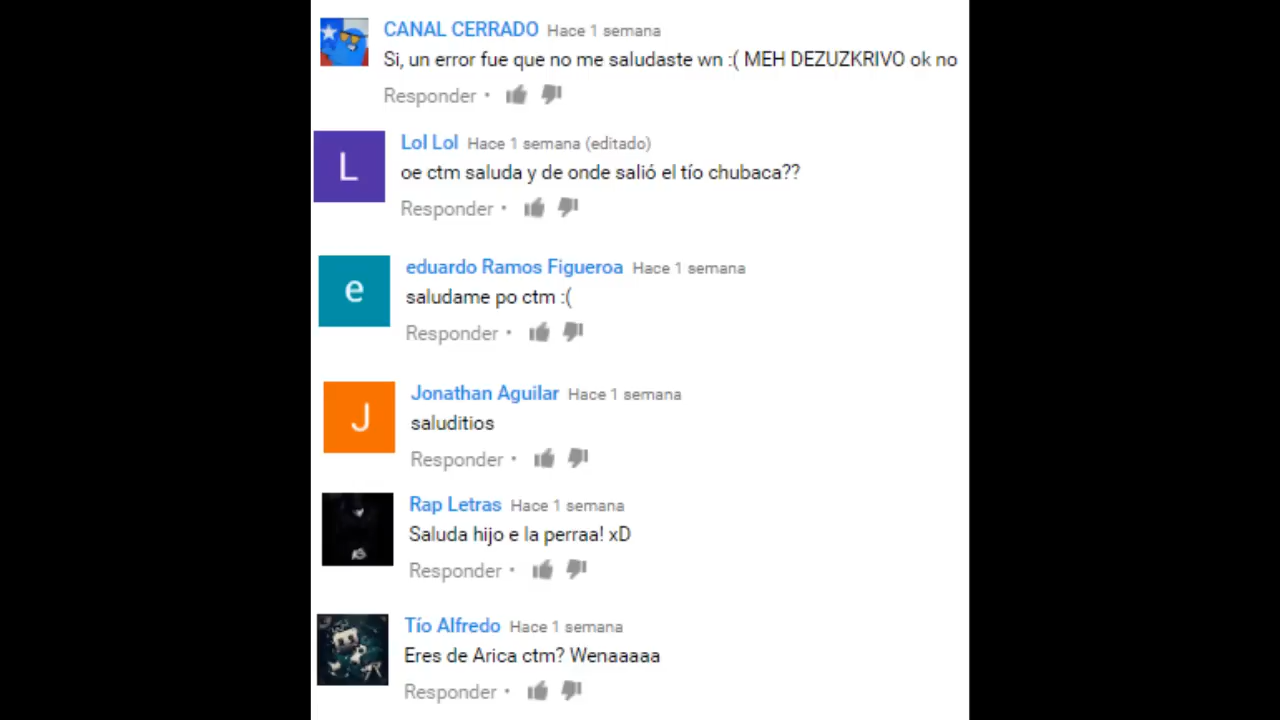 CANAL CERRADO Hace 1 semana
Si, un error fue que no me saludaste wn :( MEH DEZUZKRIVO ok no
Responder •
L
Lol Lol Hace 1 semana (editado)
oe ctm saluda y de onde salió el tío chubaca??
Responder •
e
eduardo Ramos Figueroa Hace 1 semana
saludame po ctm :(
Responder •
J
Jonathan Aguilar Hace 1 semana
saluditios
Responder •
Rap Letras Hace 1 semana
Saluda hijo e la perraa! xD
Responder •
Tío Alfredo Hace 1 semana
Eres de Arica ctm? Wenaaaaa
Responder •